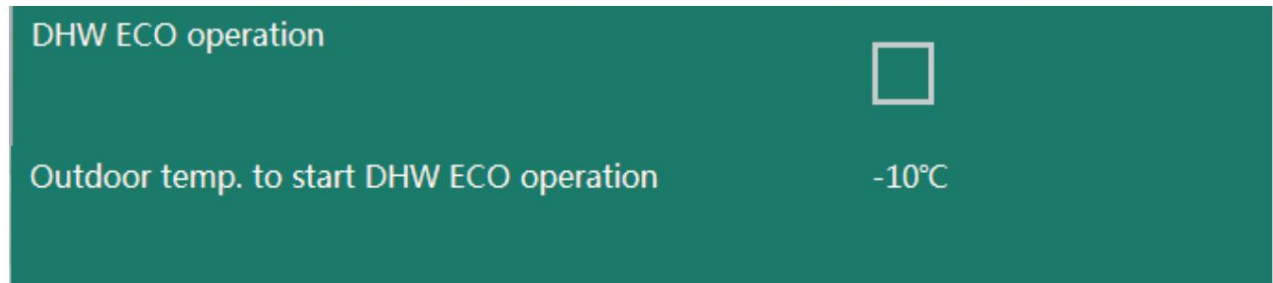 DHW ECO operation
Outdoor temp. to start DHW ECO operation -10℃